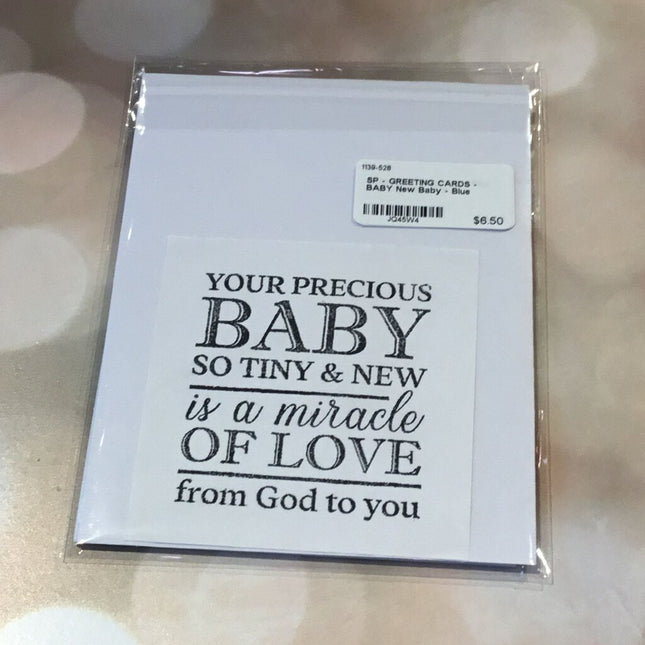 1139-528
SP - GREETING CARDS -
BABY New Baby - Blue
JQ45W4
$6.50
YOUR PRECIOUS
BABY
SO TINY & NEW
is a miracle
OF LOVE
from God to you